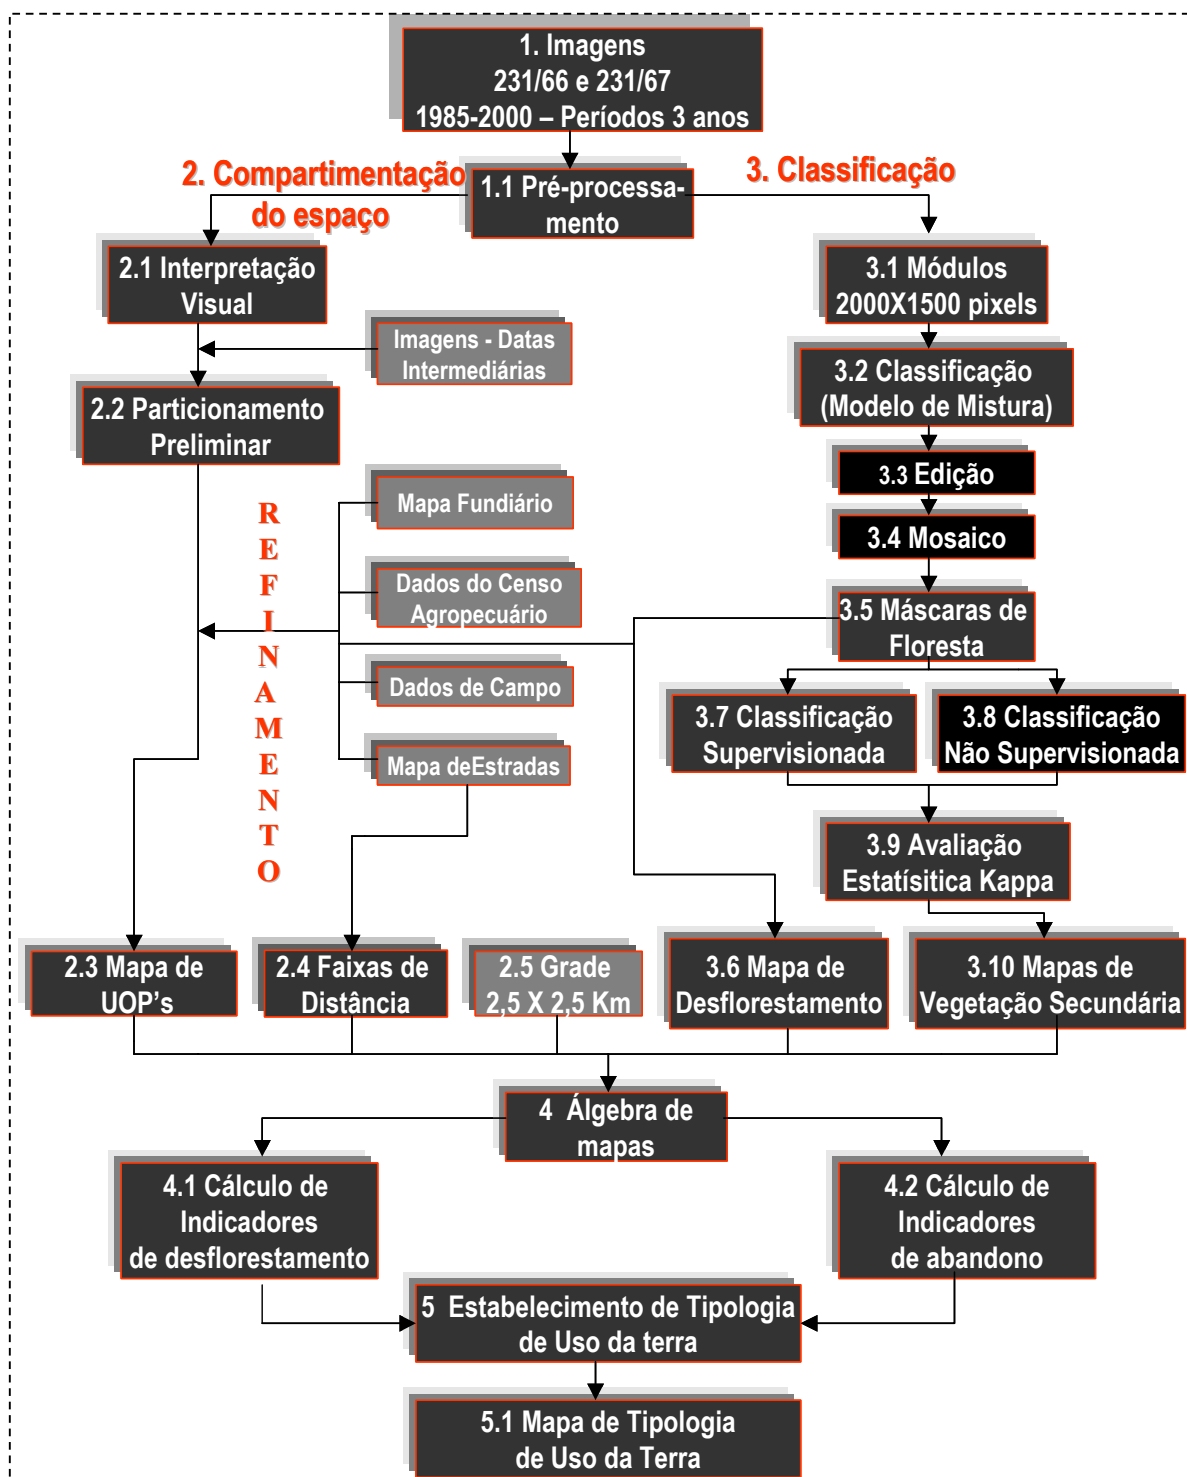 1. Imagens
231/66 e 231/67
1985-2000 – Períodos 3 anos
2. Compartimentação
do espaço
1.1 Pré-processa-
mento
3. Classificação
2.1 Interpretação
Visual
3.1 Módulos
2000X1500 pixels
Imagens - Datas
Intermediárias
3.2 Classificação
(Modelo de Mistura)
2.2 Particionamento
Preliminar
3.3 Edição
R
E
F
I
N
A
M
E
N
T
O
Mapa Fundiário
3.4 Mosaico
Dados do Censo
Agropecuário
3.5 Máscaras de
Floresta
Dados de Campo
3.7 Classificação
Supervisionada
3.8 Classificação
Não Supervisionada
Mapa deEstradas
3.9 Avaliação
Estatísitica Kappa
2.3 Mapa de
UOP's
2.4 Faixas de
Distância
2.5 Grade
2,5 X 2,5 Km
3.6 Mapa de
Desflorestamento
3.10 Mapas de
Vegetação Secundária
4 Álgebra de
mapas
4.1 Cálculo de
Indicadores
de desflorestamento
4.2 Cálculo de
Indicadores
de abandono
5 Estabelecimento de Tipologia
de Uso da terra
5.1 Mapa de Tipologia
de Uso da Terra